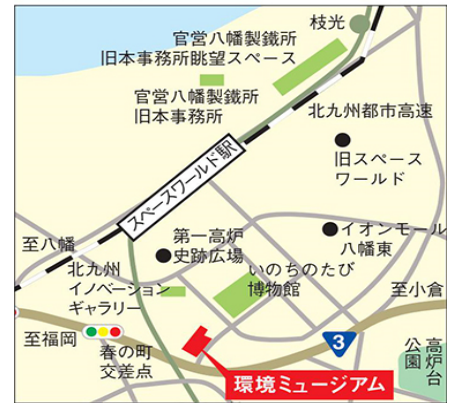 枝光
官営八幡製鐵所
旧本事務所眺望スペース
官営八幡製鐵所
旧本事務所
北九州都市高速
旧スペース
ワールド
スペースワールド駅
イオンモール
八幡東
至八幡
第一高炉
史跡広場
北九州
イノベーション
ギャラリー
いのちのたび
博物館
至小倉
至福岡
春の町
交差点
3
高炉台
公園
環境ミュージアム